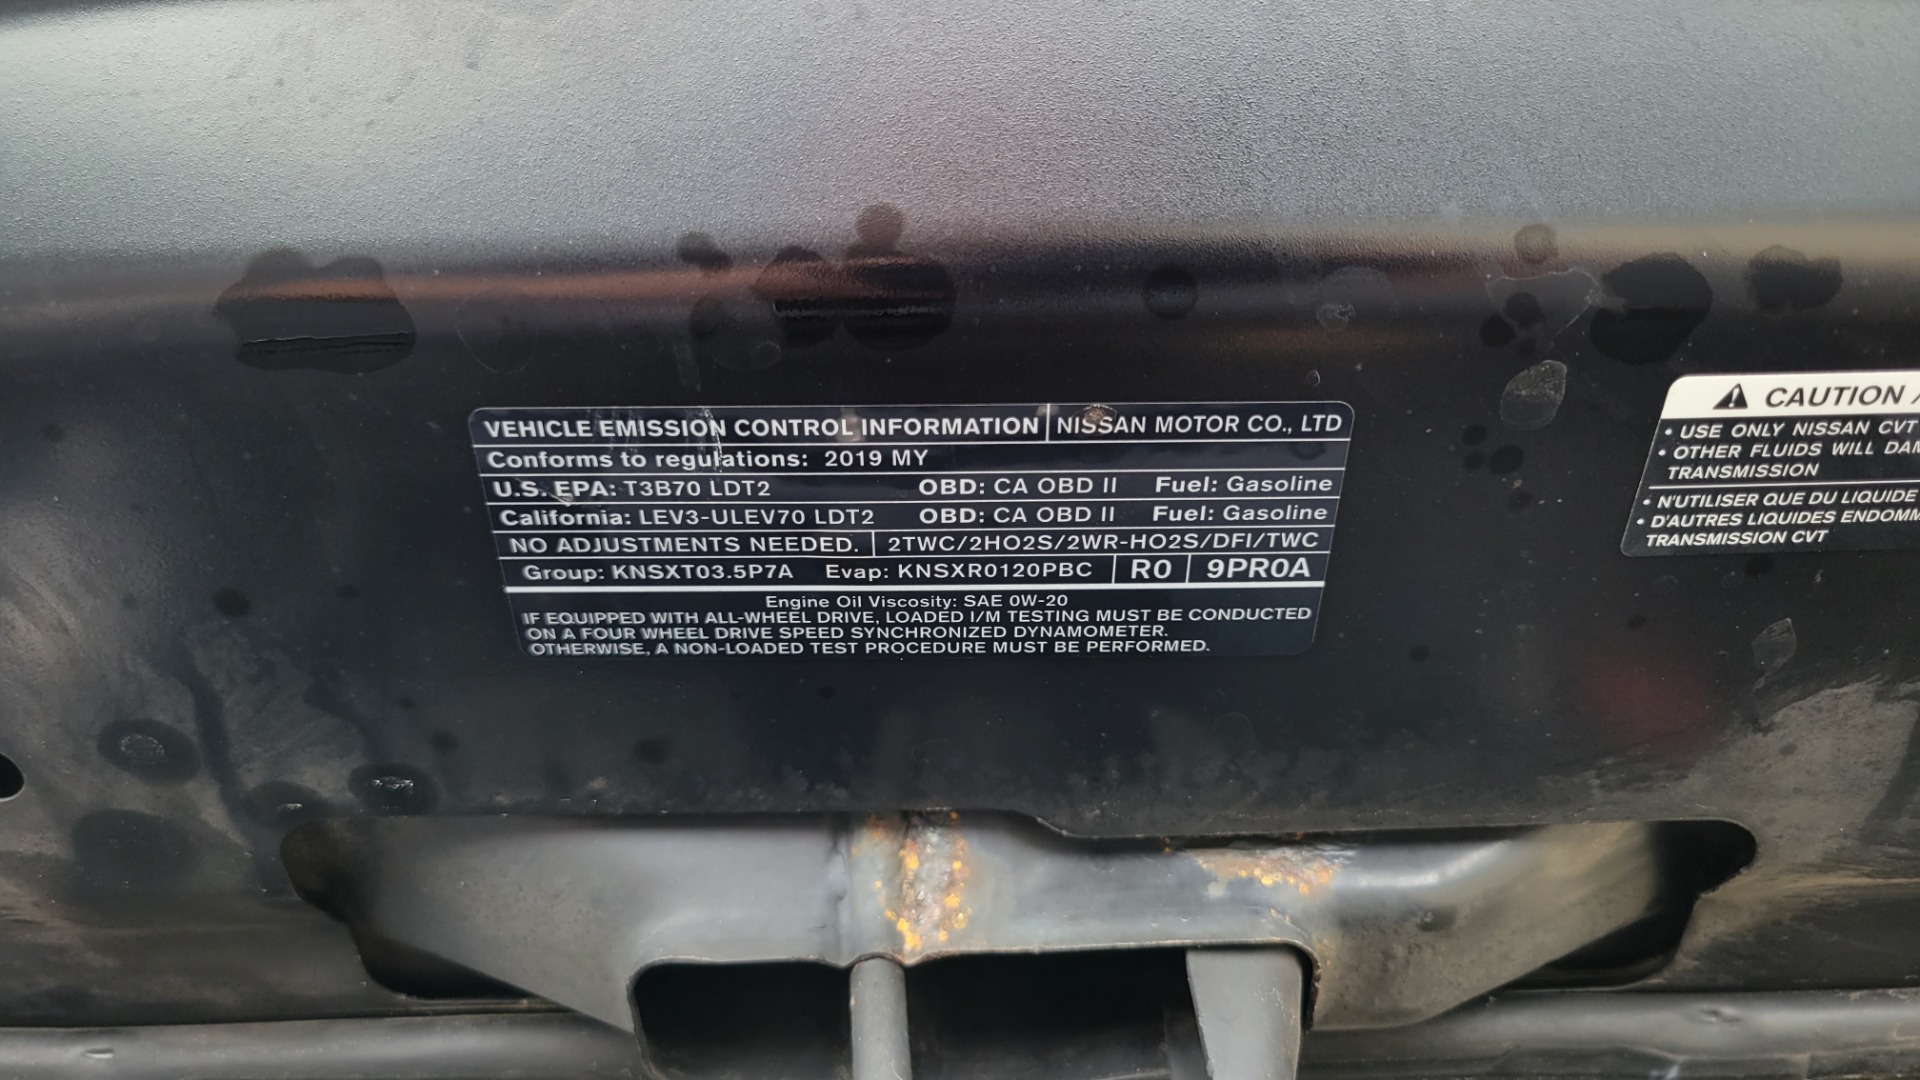 VEHICLE EMISSION CONTROL INFORMATION NISSAN MOTOR CO., LTD
Conforms to regulations: 2019 MY
U.S. EPA: T3B70 LDT2 OBD: CA OBD II Fuel: Gasoline
California: LEV3-ULEV70 LDT2 OBD: CA OBD II Fuel: Gasoline
NO ADJUSTMENTS NEEDED. 2TWC/2HO2S/2WR-HO2S/DFI/TWC
Group: KNSXT03.5P7A Evap: KNSXR0120PBC R0 9PR0A
Engine Oil Viscosity: SAE 0W-20
IF EQUIPPED WITH ALL-WHEEL DRIVE, LOADED I/M TESTING MUST BE CONDUCTED
ON A FOUR WHEEL DRIVE SPEED SYNCHRONIZED DYNAMOMETER.
OTHERWISE, A NON-LOADED TEST PROCEDURE MUST BE PERFORMED.
CAUTION /
• USE ONLY NISSAN CVT
• OTHER FLUIDS WILL DAM
TRANSMISSION
• N'UTILISER QUE DU LIQUIDE
• D'AUTRES LIQUIDES ENDOMM
TRANSMISSION CVT